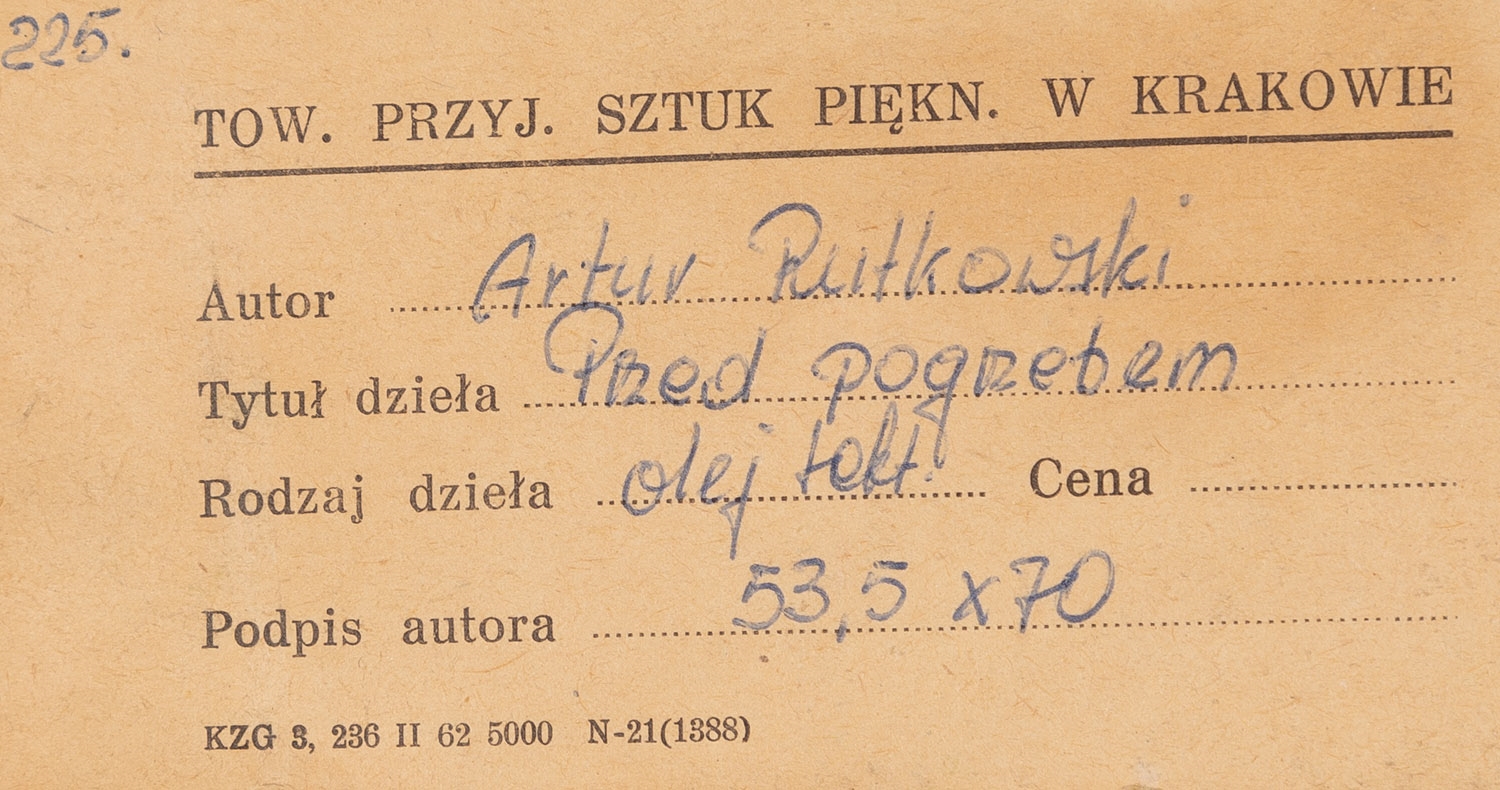 225.
TOW. PRZYJ. SZTUK PIĘKN. W KRAKOWIE
Autor Artur Rutkowski
Tytuł dzieła Przed pogrzebem
Rodzaj dzieła olej tekt. Cena
Podpis autora 53,5 x 70
KZG 3, 236 II 62 5000 N-21(1388)